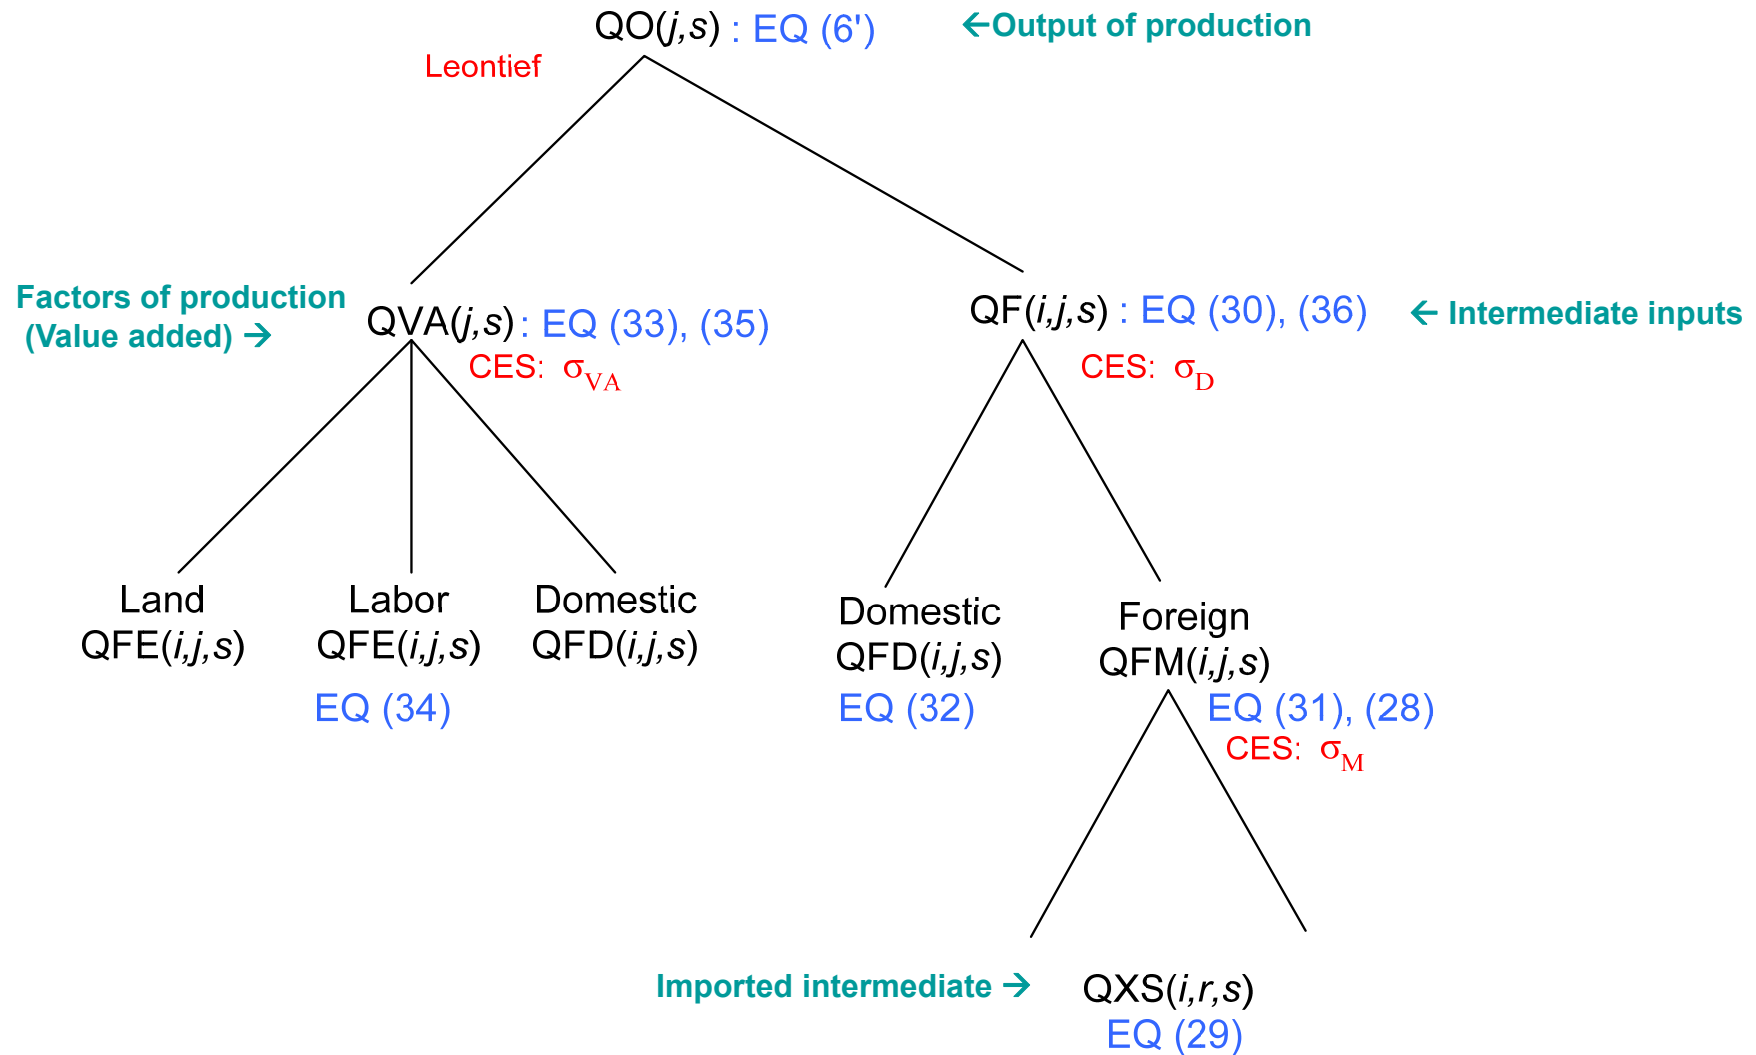 QO(j,s) : EQ (6') ←Output of production
Leontief
Factors of production
(Value added) →
QVA(j,s) : EQ (33), (35)
CES: σVA
QF(i,j,s) : EQ (30), (36) ← Intermediate inputs
CES: σD
Land
QFE(i,j,s)
Labor
QFE(i,j,s)
EQ (34)
Domestic
QFD(i,j,s)
Domestic
QFD(i,j,s)
EQ (32)
Foreign
QFM(i,j,s)
EQ (31), (28)
CES: σM
Imported intermediate →
QXS(i,r,s)
EQ (29)